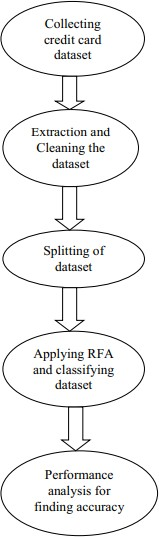 Collecting
credit card
dataset
Extraction and
Cleaning the
dataset
Splitting of
dataset
Applying RFA
and classifying
dataset
Performance
analysis for
finding accuracy